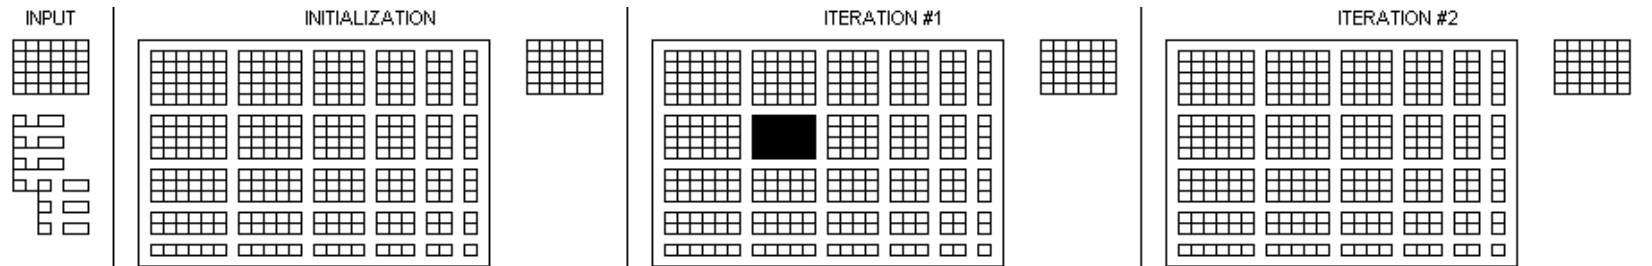 INPUT
INITIALIZATION
ITERATION #1
ITERATION #2